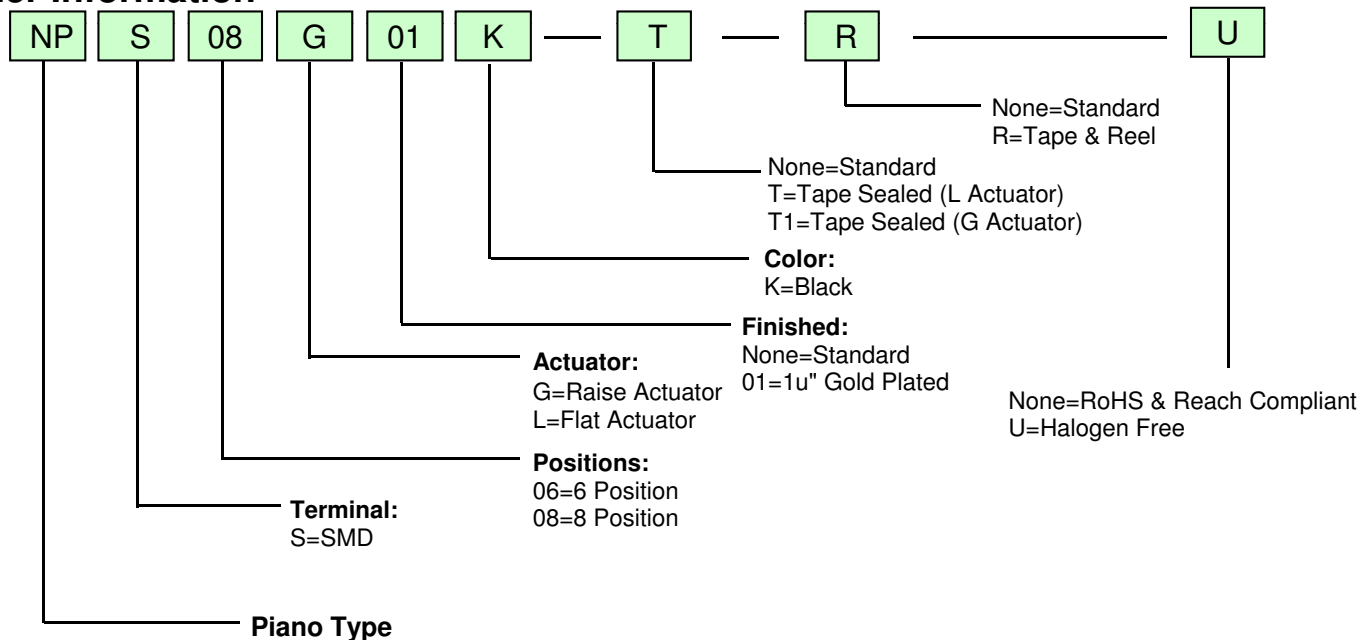 NP S 08 G 01 K T R U
None=Standard
R=Tape & Reel
None=Standard
T=Tape Sealed (L Actuator)
T1=Tape Sealed (G Actuator)
Color:
K=Black
Finished:
None=Standard
01=1u" Gold Plated
Actuator:
G=Raise Actuator
L=Flat Actuator
None=RoHS & Reach Compliant
U=Halogen Free
Positions:
06=6 Position
08=8 Position
Terminal:
S=SMD
Piano Type